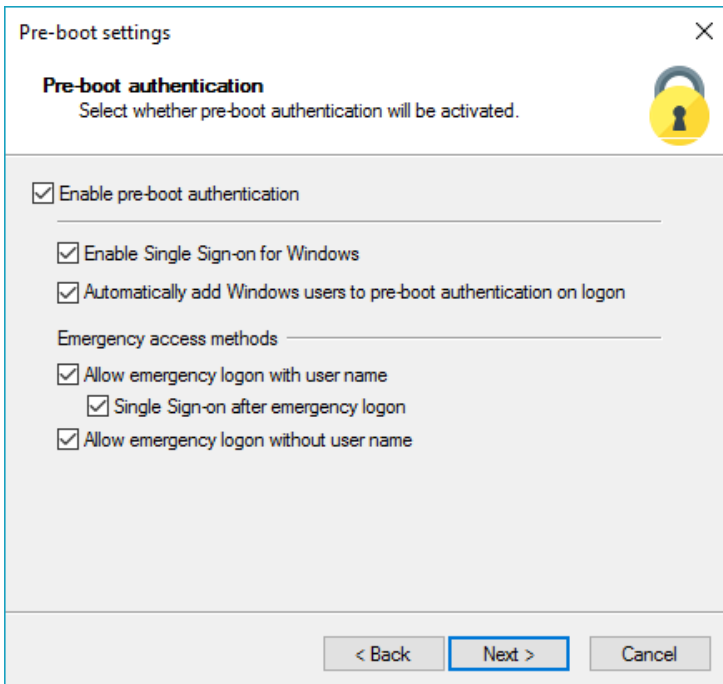 Pre-boot settings
Pre-boot authentication
Select whether pre-boot authentication will be activated.
Enable pre-boot authentication
Enable Single Sign-on for Windows
Automatically add Windows users to pre-boot authentication on logon
Emergency access methods
Allow emergency logon with user name
Single Sign-on after emergency logon
Allow emergency logon without user name
< Back Next > Cancel